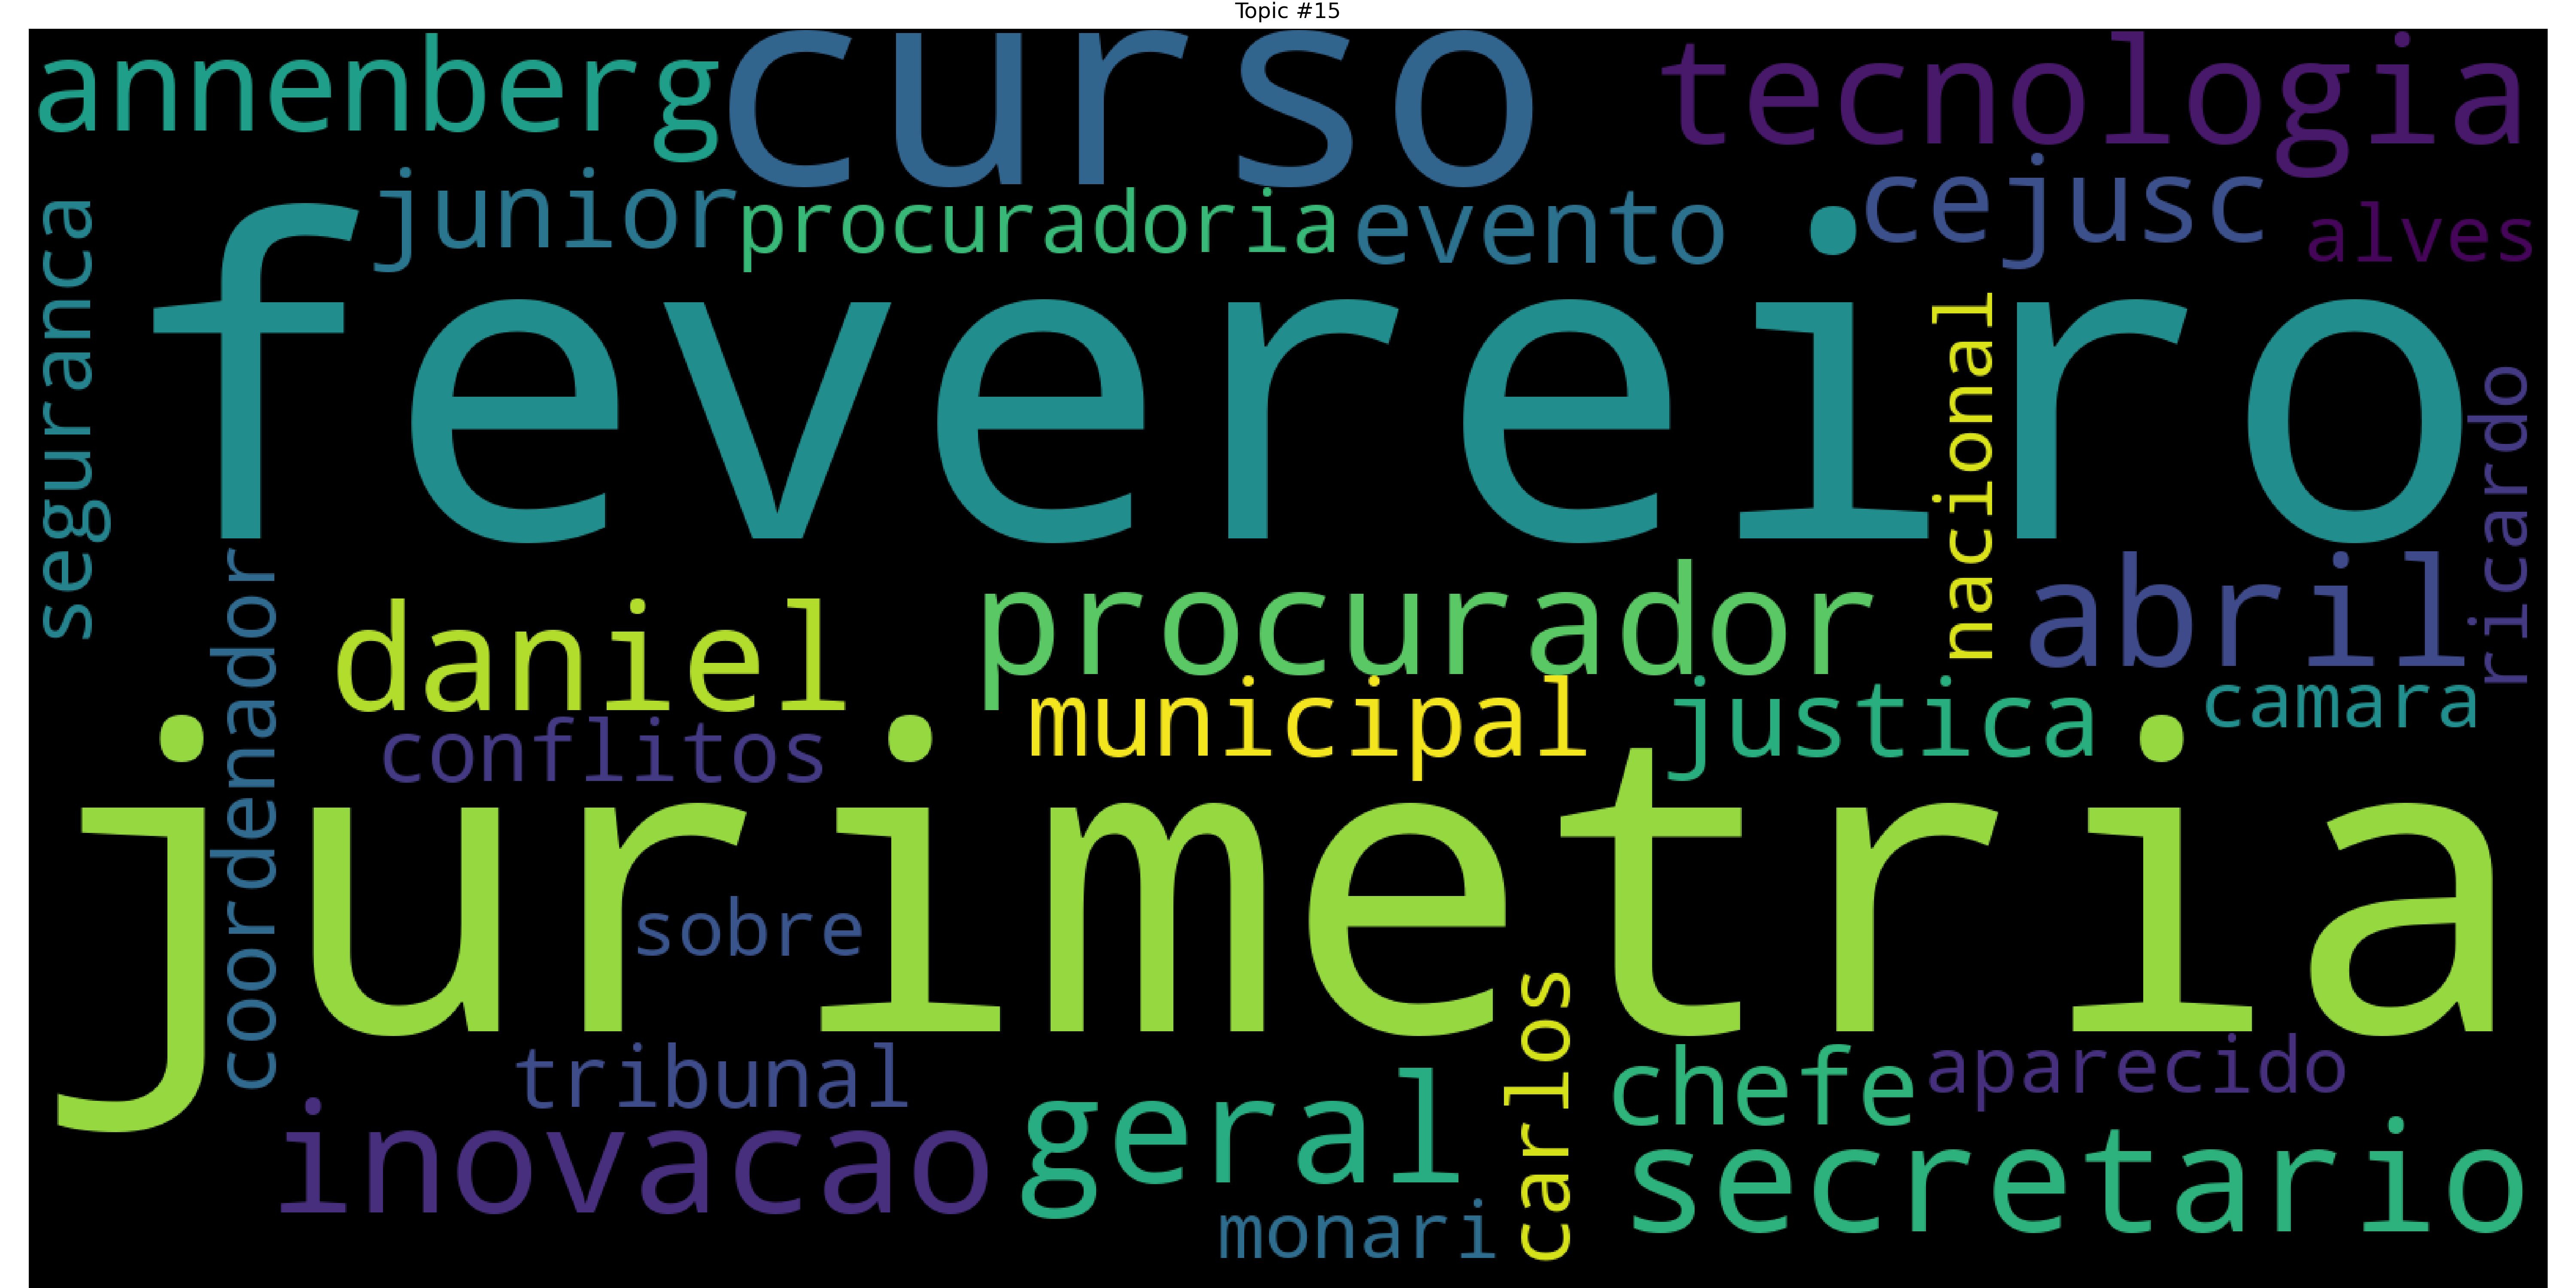 Topic #15
annenberg
curso
tecnologia
junior
procuradoria
evento
cejusc
alves
seguranca
fevereiro
nacional
ricardo
coordenador
daniel
procurador
abril
conflitos
municipal
justica
camara
jurimetria
sobre
carlos
tribunal
chefe
aparecido
inovacao
geral
secretario
monari